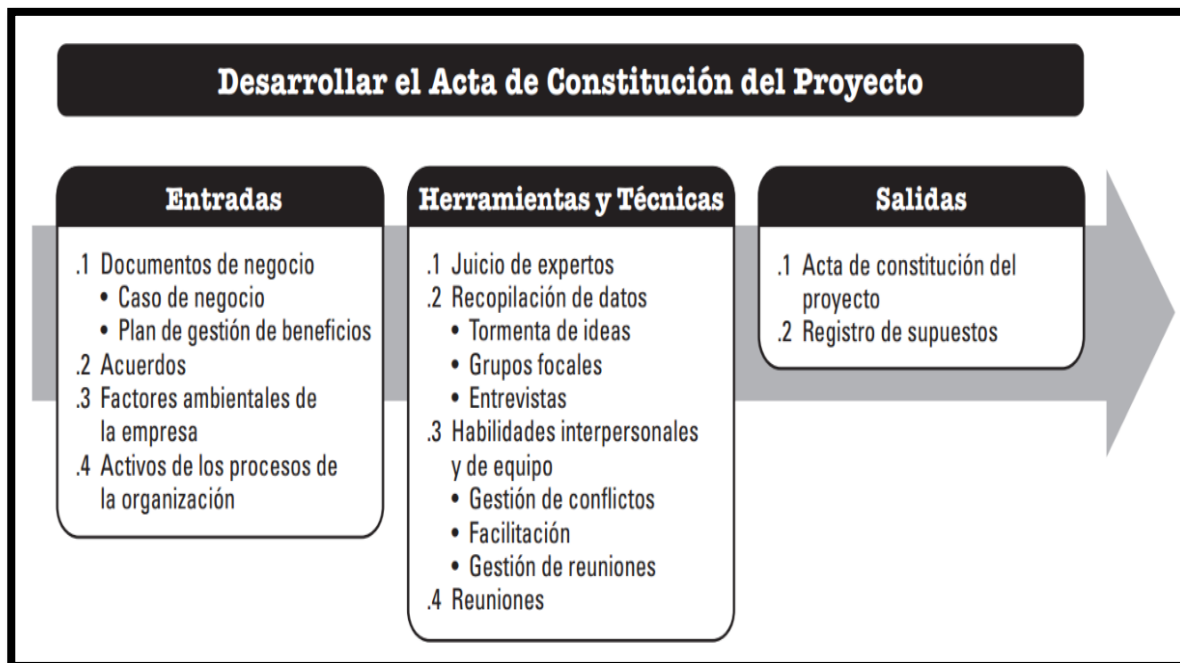 Desarrollar el Acta de Constitución del Proyecto
Entradas
.1 Documentos de negocio
• Caso de negocio
• Plan de gestión de beneficios
.2 Acuerdos
.3 Factores ambientales de
la empresa
.4 Activos de los procesos de
la organización
Herramientas y Técnicas
.1 Juicio de expertos
.2 Recopilación de datos
• Tormenta de ideas
• Grupos focales
• Entrevistas
.3 Habilidades interpersonales
y de equipo
• Gestión de conflictos
• Facilitación
• Gestión de reuniones
.4 Reuniones
Salidas
.1 Acta de constitución del
proyecto
.2 Registro de supuestos